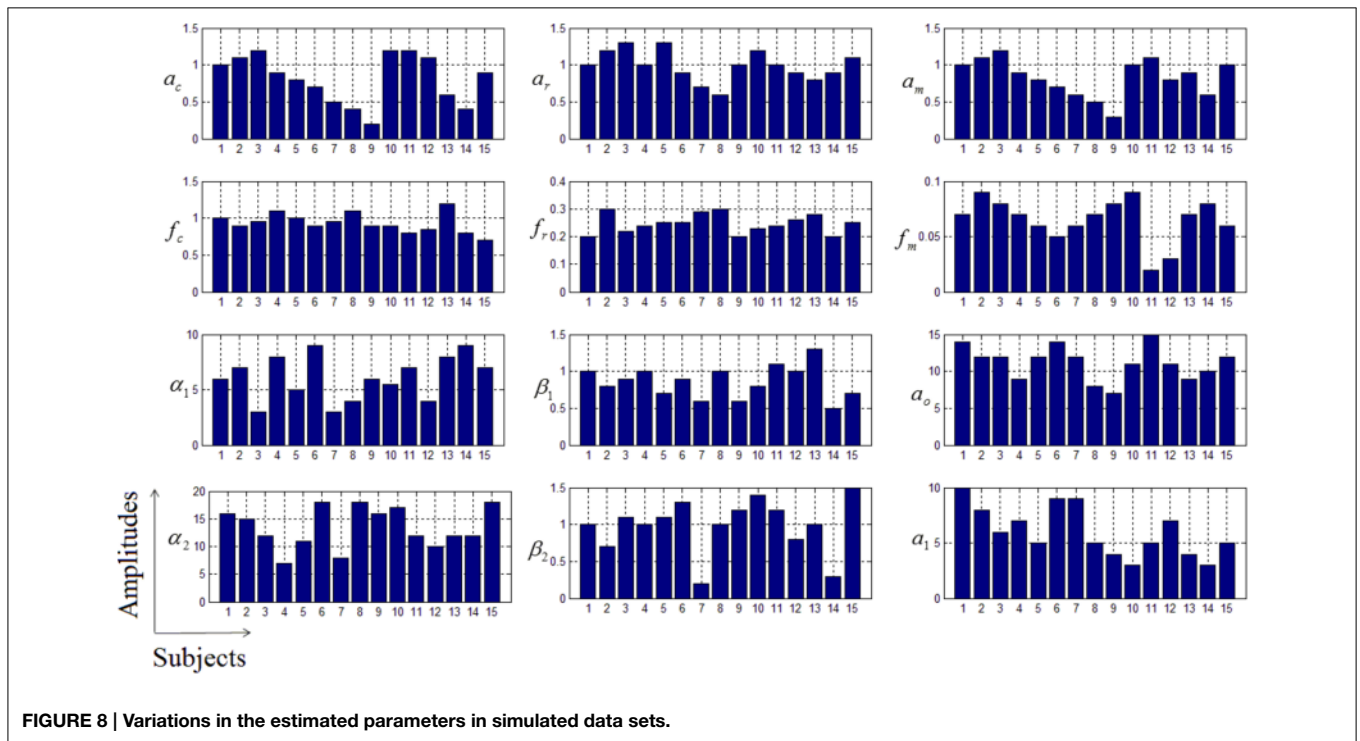 1.5 1.5 1.5
1 1 1
a_c a_r a_m
0.5 0.5 0.5
0 0 0
1 2 3 4 5 6 7 8 9 10 11 12 13 14 15 1 2 3 4 5 6 7 8 9 10 11 12 13 14 15 1 2 3 4 5 6 7 8 9 10 11 12 13 14 15
1.5 0.4 0.1
1 0.3
f_c f_r 0.2 f_m 0.05
0.5 0.1
0 0 0
1 2 3 4 5 6 7 8 9 10 11 12 13 14 15 1 2 3 4 5 6 7 8 9 10 11 12 13 14 15 1 2 3 4 5 6 7 8 9 10 11 12 13 14 15
10 1.5 15
1 10
α_1 5 β_1 a_o
0.5 5
0 0 0
1 2 3 4 5 6 7 8 9 10 11 12 13 14 15 1 2 3 4 5 6 7 8 9 10 11 12 13 14 15 1 2 3 4 5 6 7 8 9 10 11 12 13 14 15
20 1.5 10
15 1
α_2 10 β_2 a_1 5
5 0.5
0 0 0
1 2 3 4 5 6 7 8 9 10 11 12 13 14 15 1 2 3 4 5 6 7 8 9 10 11 12 13 14 15 1 2 3 4 5 6 7 8 9 10 11 12 13 14 15
Amplitudes
Subjects
FIGURE 8 | Variations in the estimated parameters in simulated data sets.